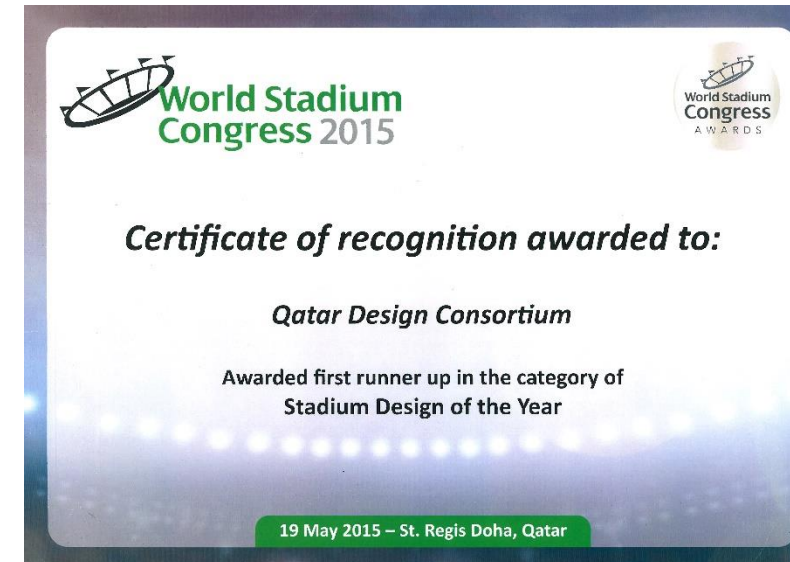 World Stadium
Congress 2015
World Stadium
Congress
AWARDS
Certificate of recognition awarded to:
Qatar Design Consortium
Awarded first runner up in the category of
Stadium Design of the Year
19 May 2015 – St. Regis Doha, Qatar